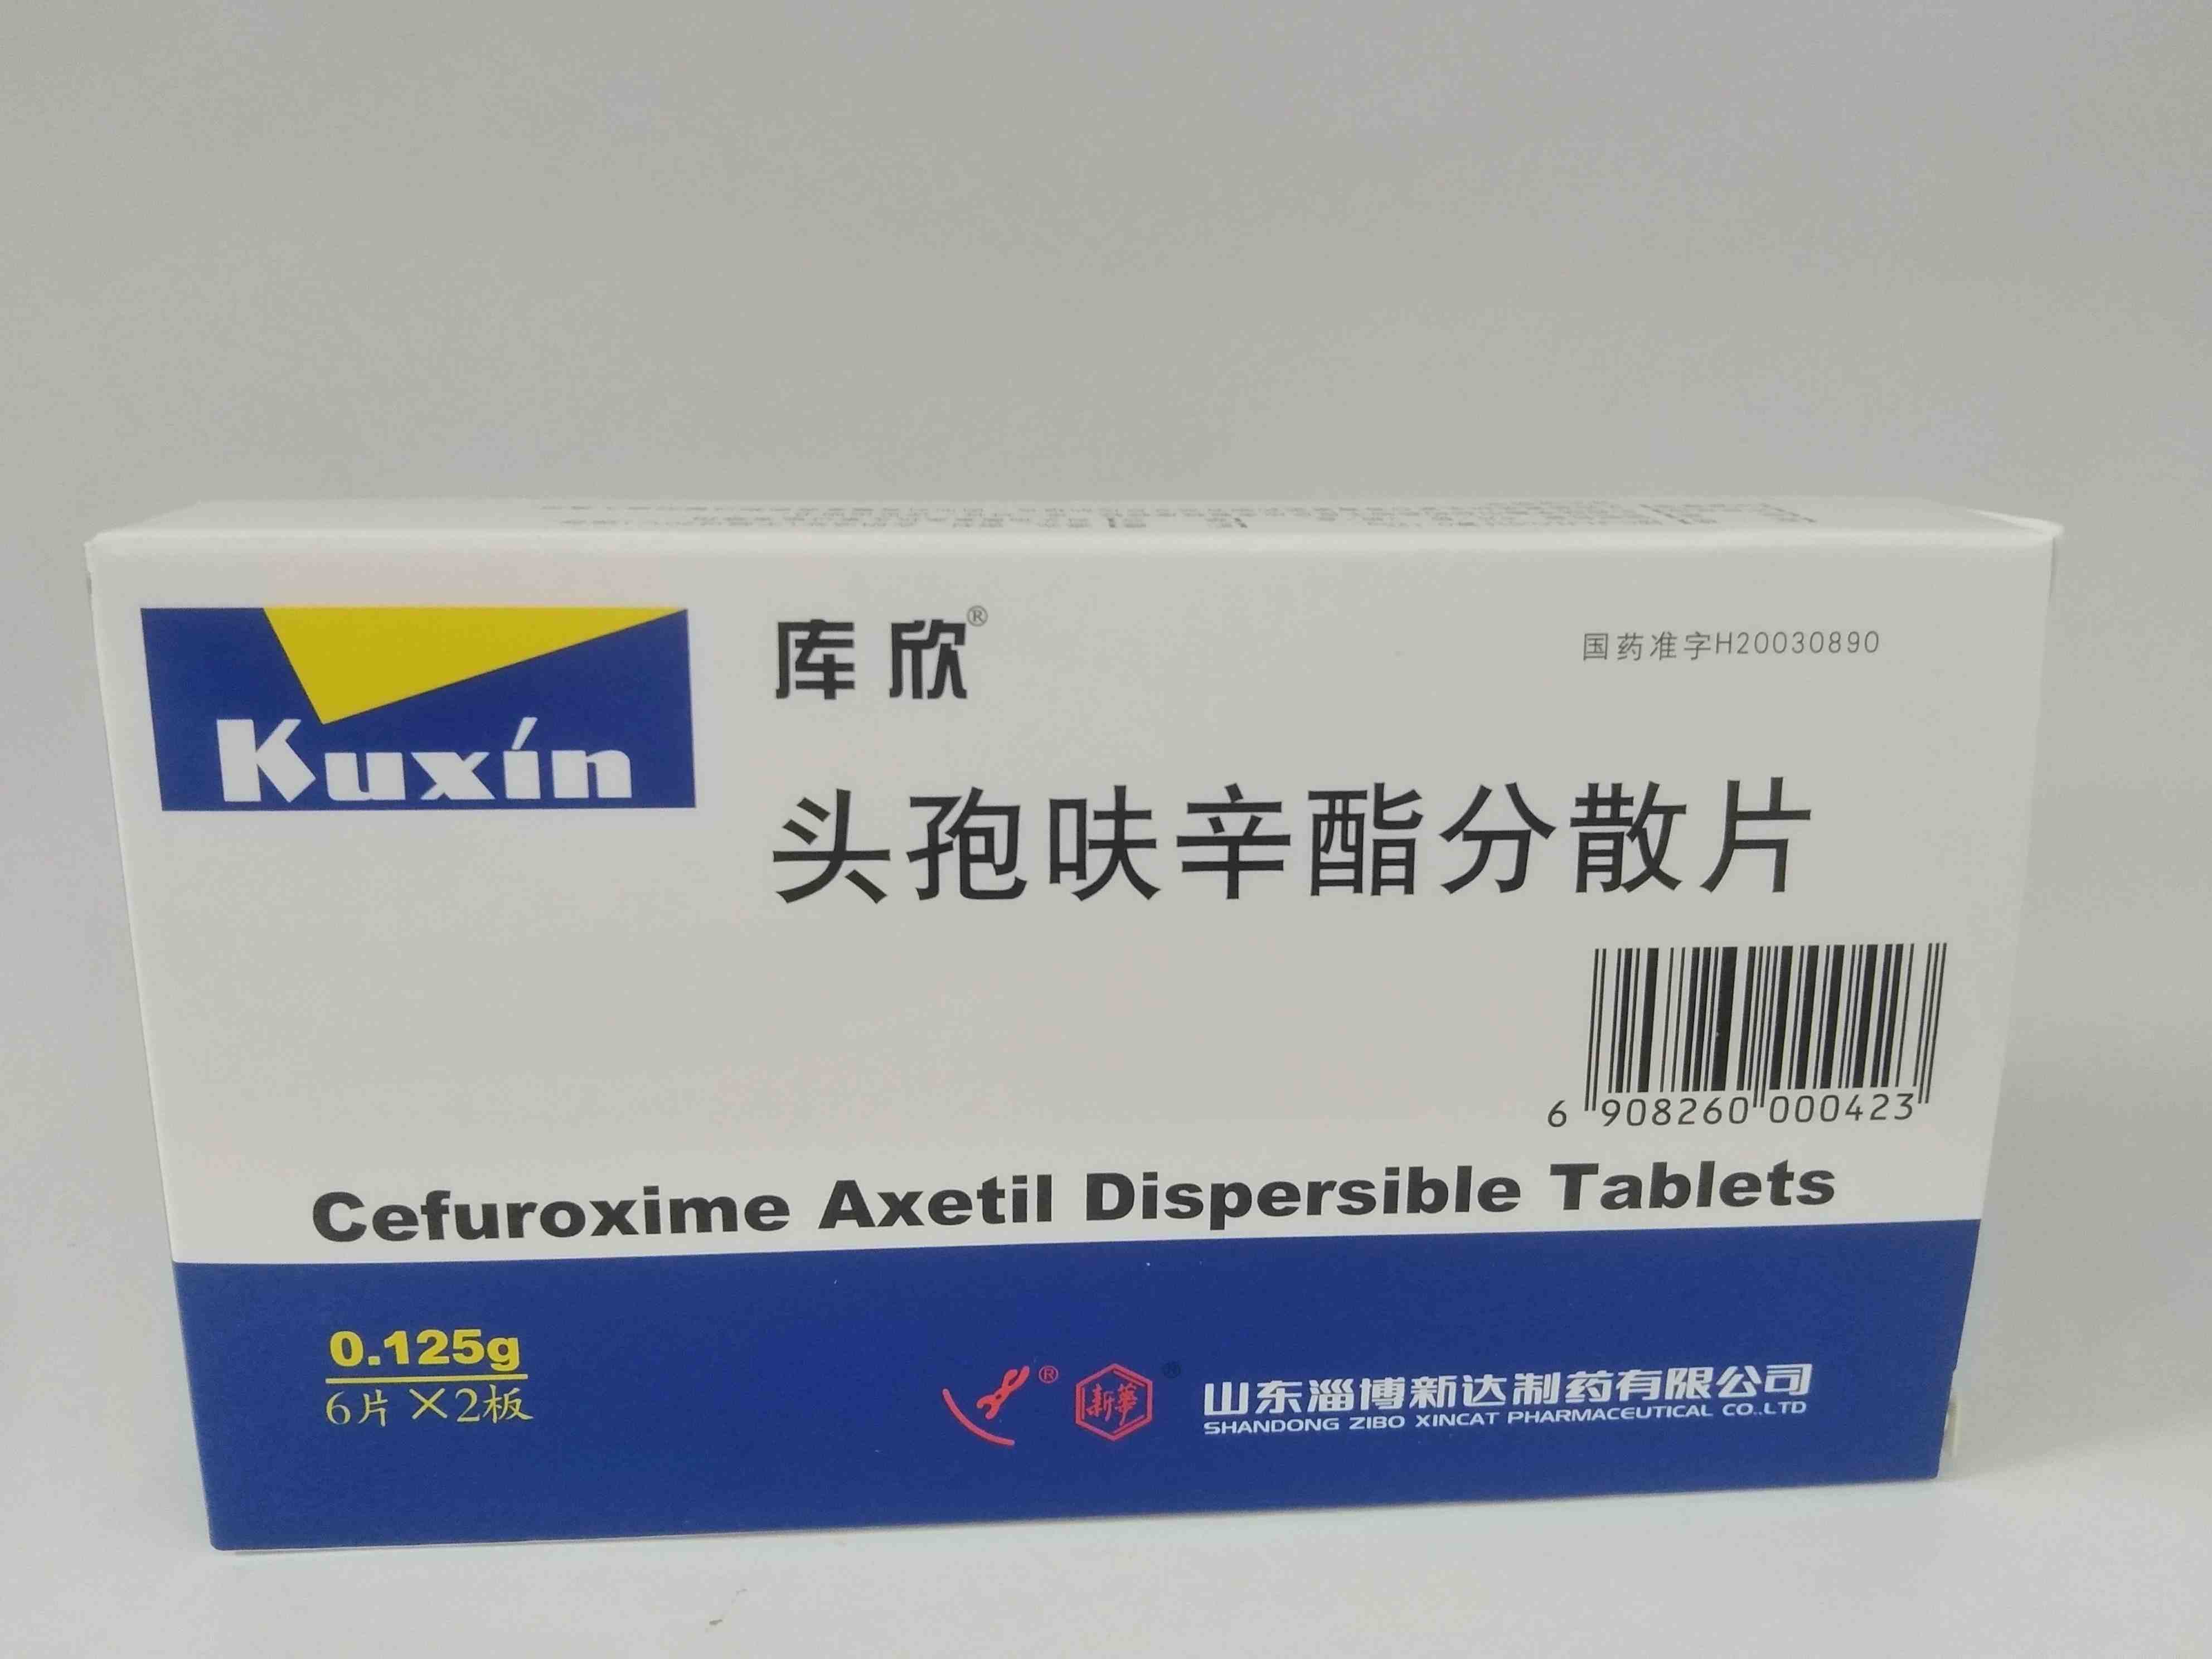 Kuxin
库欣®
国药准字H20030890
头孢呋辛酯分散片
6 908260 000423
Cefuroxime Axetil Dispersible Tablets
0.125g
6片×2板
® 新華 ®
山东淄博新达制药有限公司
SHANDONG ZIBO XINCAT PHARMACEUTICAL CO.,LTD